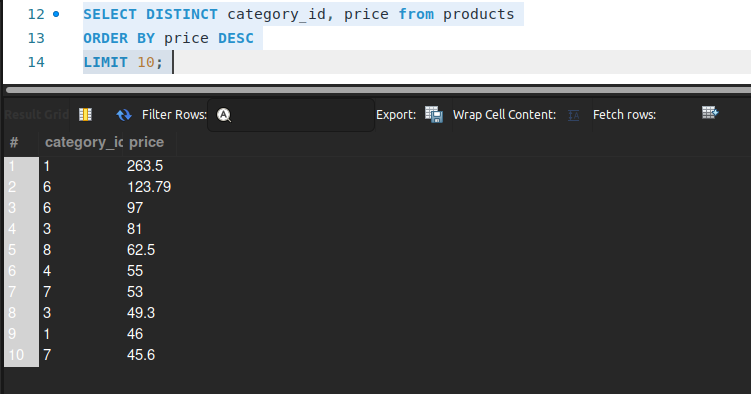 12 SELECT DISTINCT category_id, price from products
13 ORDER BY price DESC
14 LIMIT 10;
Result Grid Filter Rows: Export: Wrap Cell Content: Fetch rows:
# category_id price
1 1 263.5
2 6 123.79
3 6 97
4 3 81
5 8 62.5
6 4 55
7 7 53
8 3 49.3
9 1 46
10 7 45.6